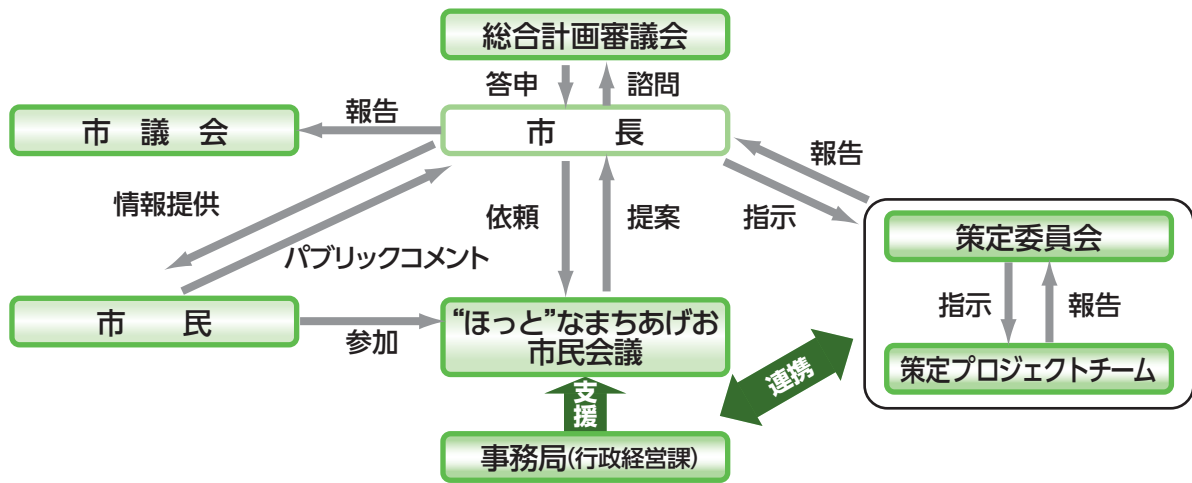 総合計画審議会
答申
諮問
市議会
報告
市長
報告
情報提供
依頼
提案
指示
策定委員会
パブリックコメント
指示
報告
市民
参加
“ほっと”なまちあげお
市民会議
策定プロジェクトチーム
連携
支援
事務局(行政経営課)